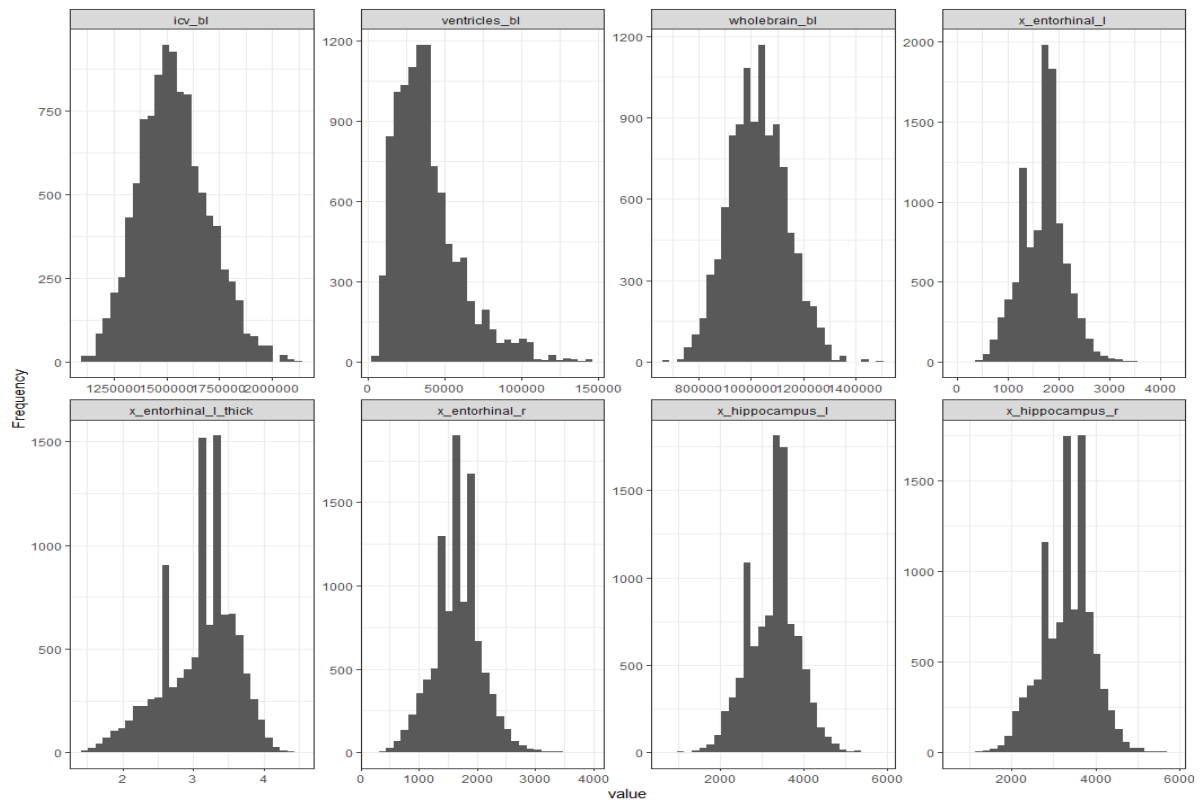 icv_bl ventricles_bl wholebrain_bl x_entorhinal_l
750
500
250
0
1250000 1500000 1750000 2000000
1200
900
600
300
0
0 50000 100000 150000
1200
900
600
300
0
800000 1000000 1200000 1400000
2000
1500
1000
500
0
0 1000 2000 3000 4000
Frequency
x_entorhinal_l_thick x_entorhinal_r x_hippocampus_l x_hippocampus_r
1500
1000
500
0
2 3 4
1500
1000
500
0
0 1000 2000 3000 4000
1500
1000
500
0
2000 4000 6000
1500
1000
500
0
2000 4000 6000
value